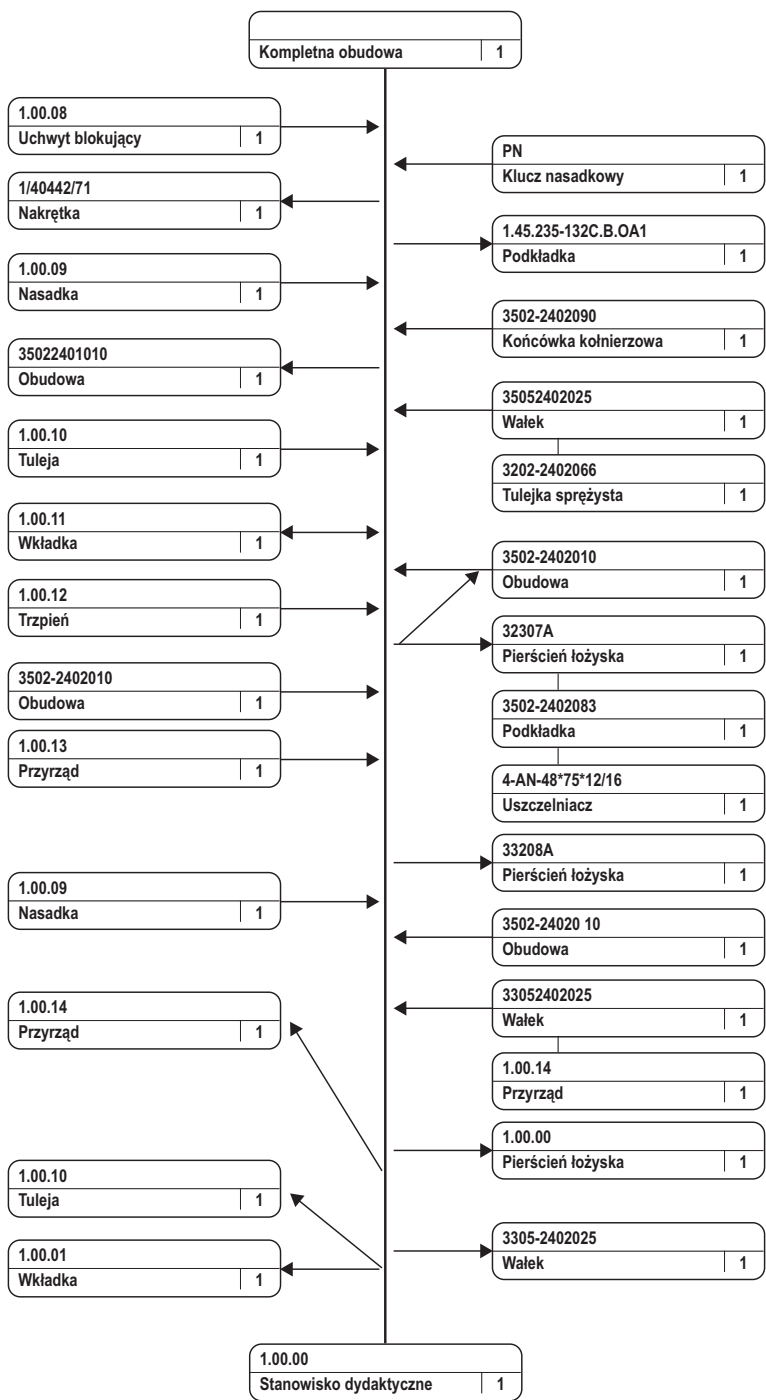 Kompletna obudowa 1
1.00.08
Uchwyt blokujący 1
PN
Klucz nasadkowy 1
1/40442/71
Nakrętka 1
1.45.235-132C.B.OA1
Podkładka 1
1.00.09
Nasadka 1
3502-2402090
Końcówka kołnierzowa 1
35022401010
Obudowa 1
35052402025
Wałek 1
1.00.10
Tuleja 1
3202-2402066
Tulejka sprężysta 1
1.00.11
Wkładka 1
3502-2402010
Obudowa 1
1.00.12
Trzpień 1
32307A
Pierścień łożyska 1
3502-2402010
Obudowa 1
3502-2402083
Podkładka 1
1.00.13
Przyrząd 1
4-AN-48*75*12/16
Uszczelniacz 1
33208A
Pierścień łożyska 1
1.00.09
Nasadka 1
3502-24020 10
Obudowa 1
33052402025
Wałek 1
1.00.14
Przyrząd 1
1.00.14
Przyrząd 1
1.00.00
Pierścień łożyska 1
1.00.10
Tuleja 1
3305-2402025
Wałek 1
1.00.01
Wkładka 1
1.00.00
Stanowisko dydaktyczne 1